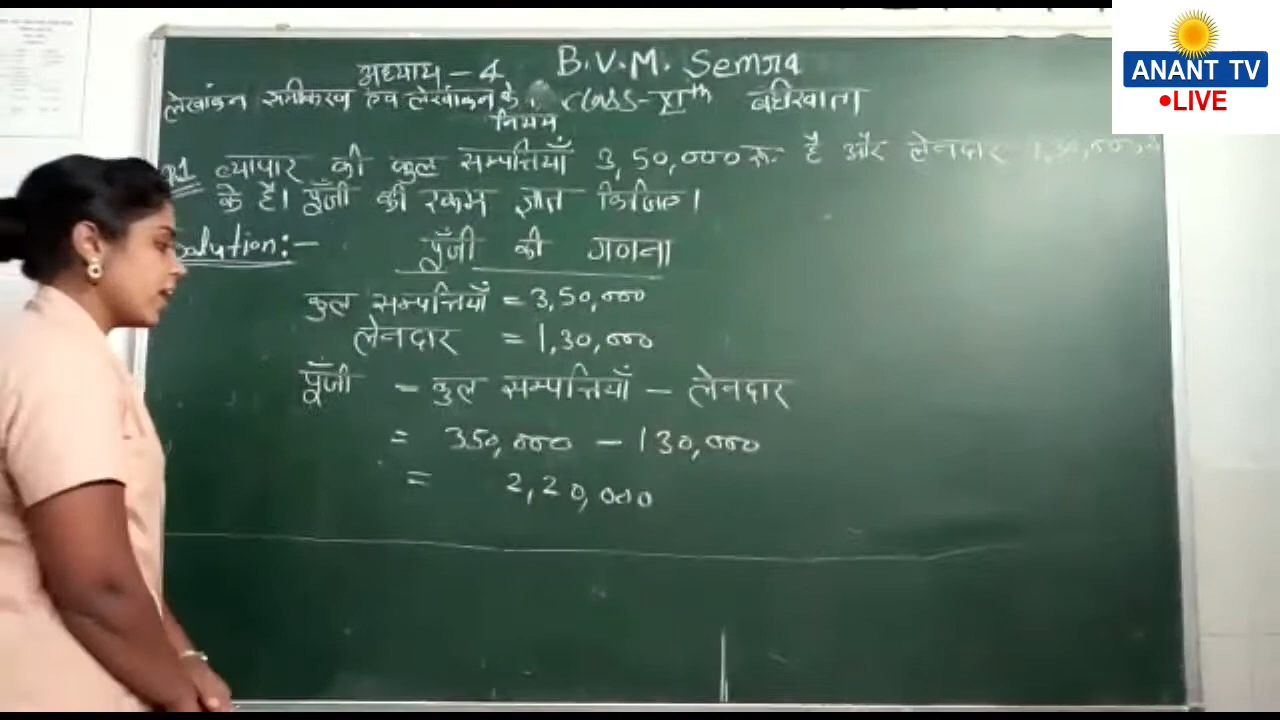 ANANT TV
LIVE
अध्याय - 4 B.V.M. Semra
लेखांकन समीकरण एवं लेखांकन के class-XIth बहीखाता
नियम
Q1 व्यापार की कुल सम्पत्तियाँ 3,50,000 रू. है और लेनदार 1,30,000
के हैं। पूँजी की रकम ज्ञात किजिए।
Solution:- पूँजी की गणना
कुल सम्पत्तियाँ = 3,50,000
लेनदार = 1,30,000
पूँजी = कुल सम्पत्तियाँ - लेनदार
= 350,000 - 130,000
= 2,20,000